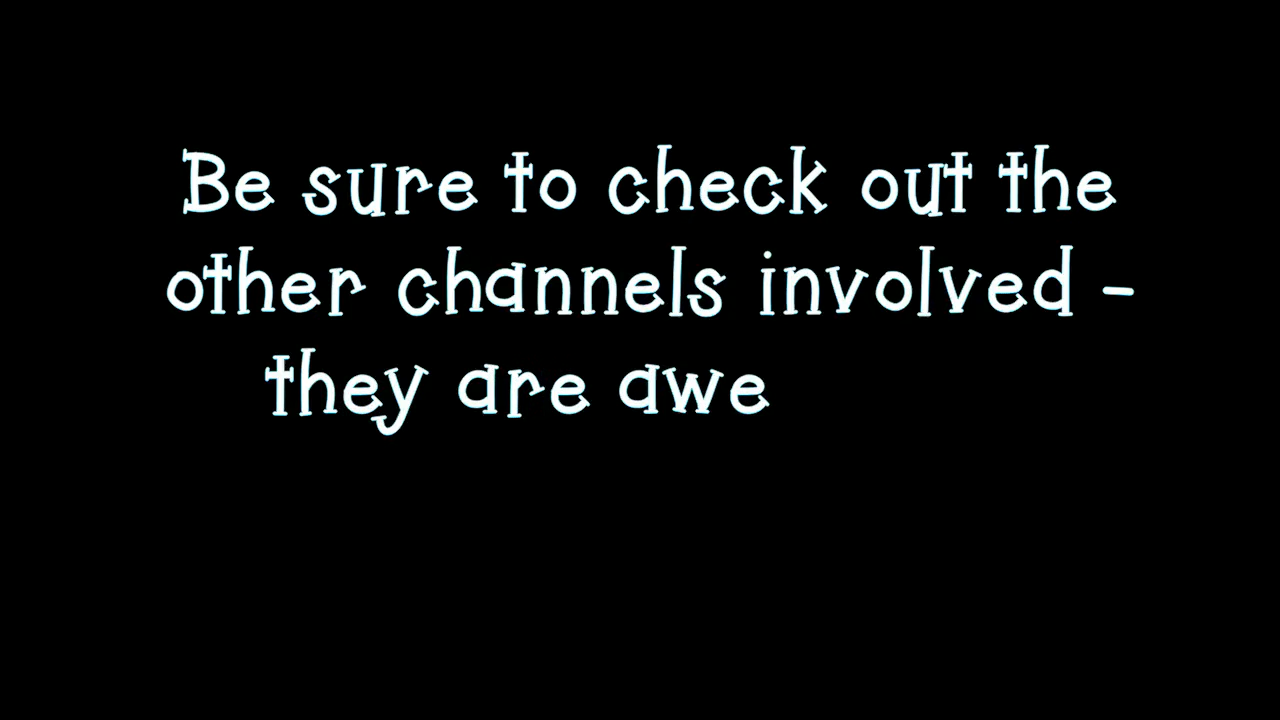 Be sure to check out the
other channels involved -
they are awe